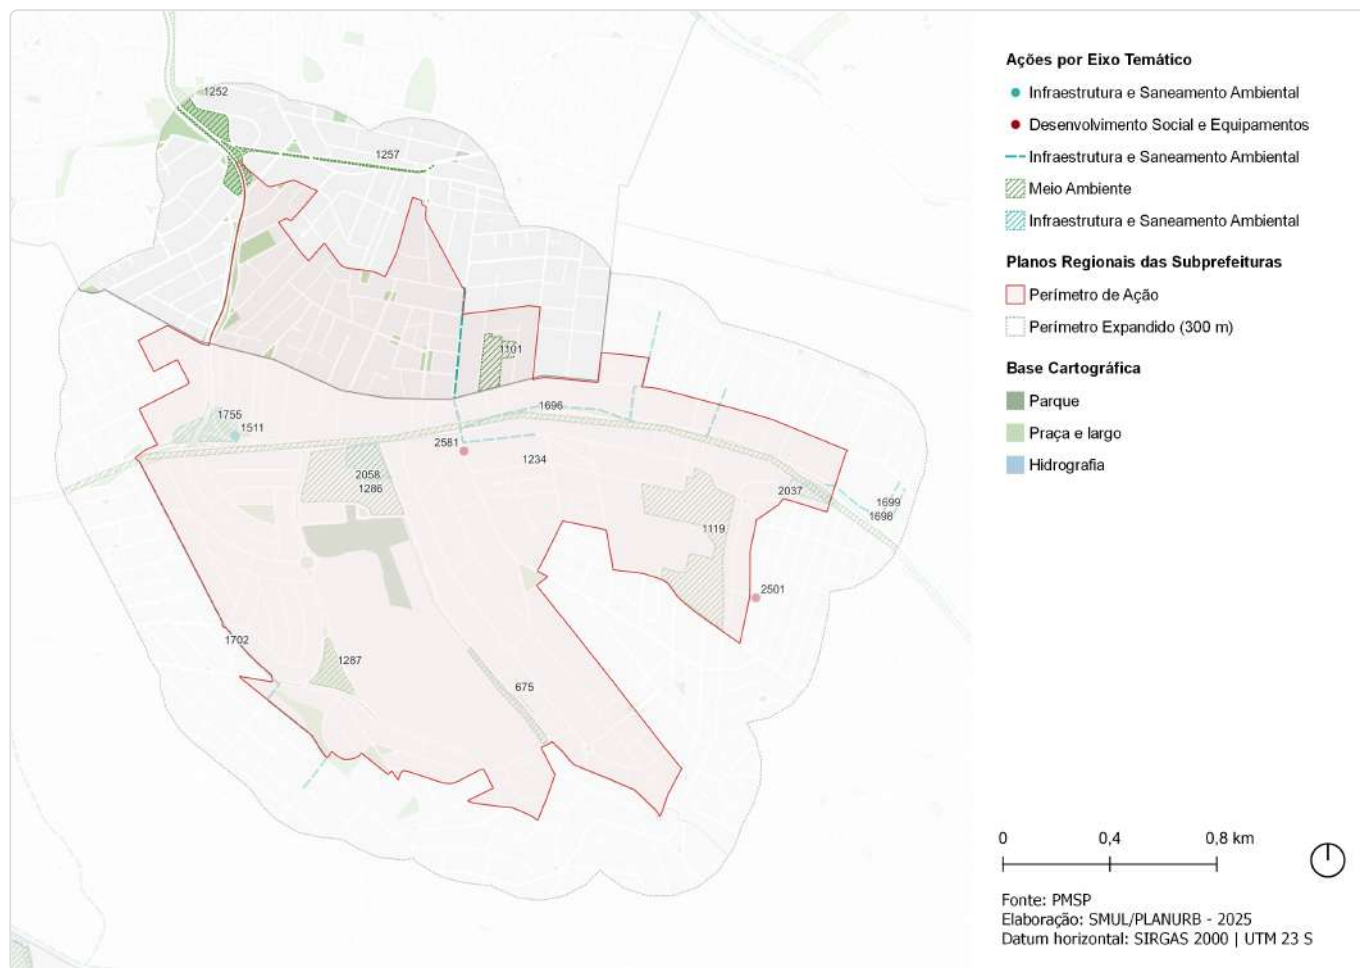 1252
1257
1101
1755
1511
1696
2581
1234
2058
1286
2037
1699
1698
1119
2501
1702
1287
675
Ações por Eixo Temático
Infraestrutura e Saneamento Ambiental
Desenvolvimento Social e Equipamentos
Infraestrutura e Saneamento Ambiental
Meio Ambiente
Infraestrutura e Saneamento Ambiental
Planos Regionais das Subprefeituras
Perímetro de Ação
Perímetro Expandido (300 m)
Base Cartográfica
Parque
Praça e largo
Hidrografia
0 0,4 0,8 km
Fonte: PMSP
Elaboração: SMUL/PLANURB - 2025
Datum horizontal: SIRGAS 2000 | UTM 23 S